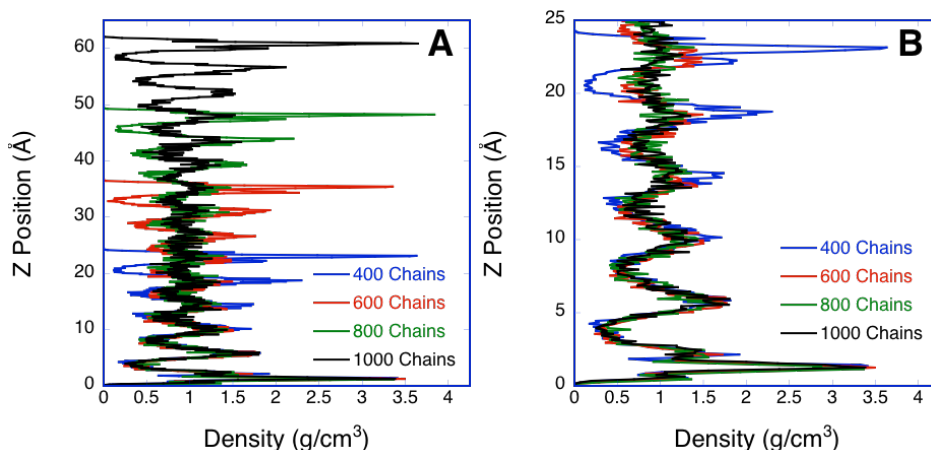 A
60
50
40
30
20
10
0
Z Position (Å)
400 Chains
600 Chains
800 Chains
1000 Chains
0 0.5 1 1.5 2 2.5 3 3.5 4
Density (g/cm³)
B
25
20
15
10
5
0
Z Position (Å)
400 Chains
600 Chains
800 Chains
1000 Chains
0 0.5 1 1.5 2 2.5 3 3.5 4
Density (g/cm³)